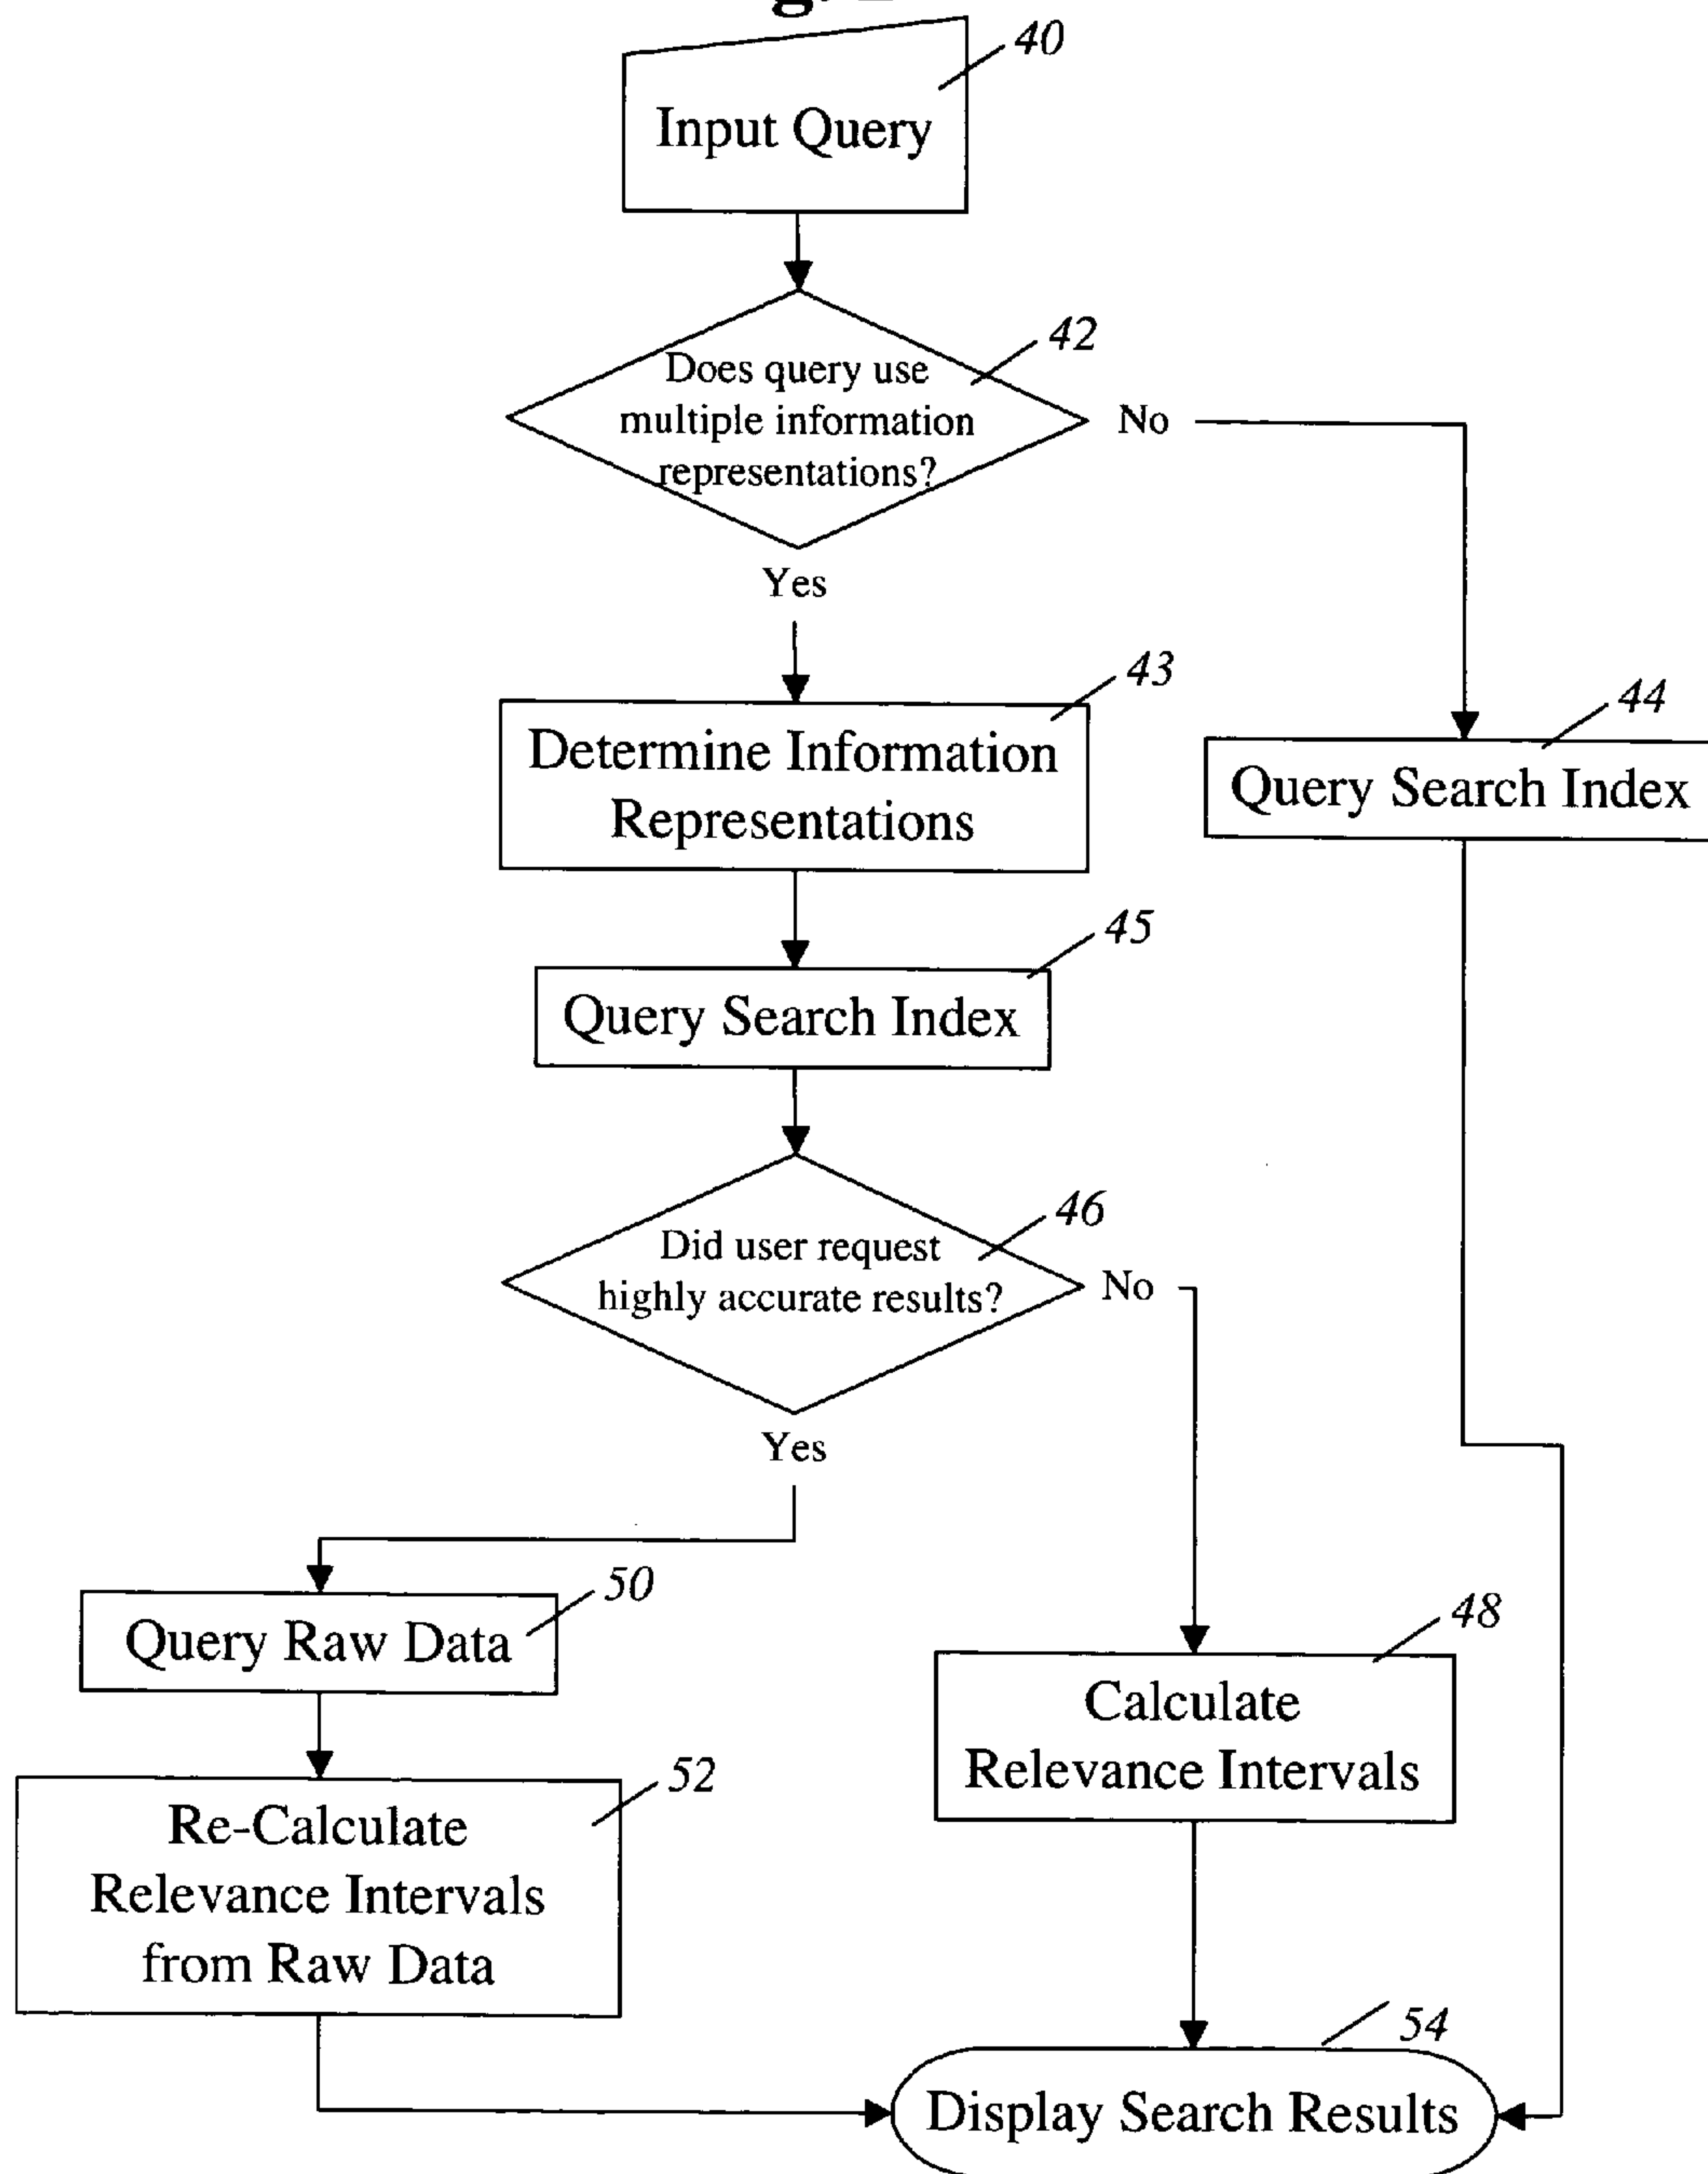 40
Input Query
42
Does query use
multiple information
representations?
No
Yes
43
Determine Information
Representations
44
Query Search Index
45
Query Search Index
46
Did user request
highly accurate results?
No
Yes
50
Query Raw Data
48
Calculate
Relevance Intervals
52
Re-Calculate
Relevance Intervals
from Raw Data
54
Display Search Results